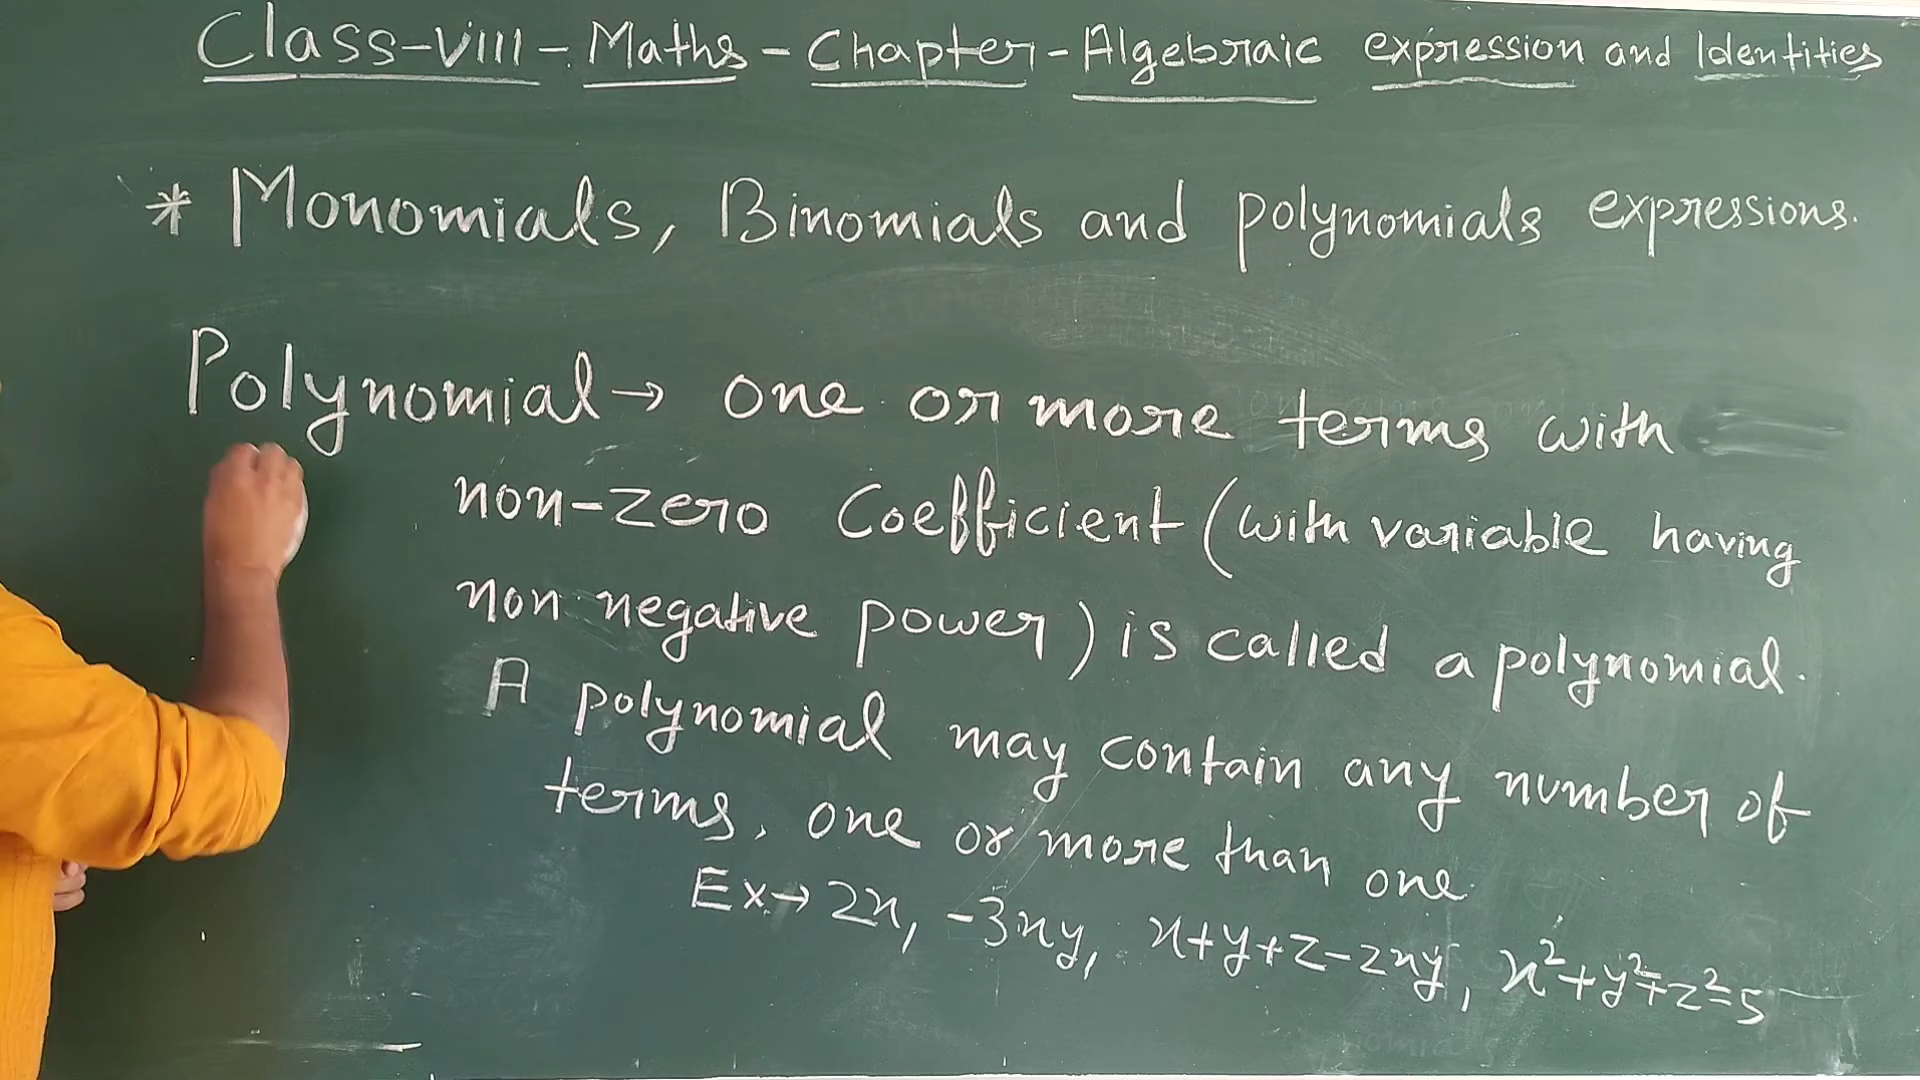 Class-VIII - Maths - Chapter - Algebraic expression and Identities
* Monomials, Binomials and polynomials expressions.
Polynomial → one or more terms with
non-zero Coefficient (with variable having
non negative power) is called a polynomial.
A polynomial may contain any number of
terms, one or more than one
Ex → 2x, -3xy, x+y+z-2xy, x²+y²+z²=5